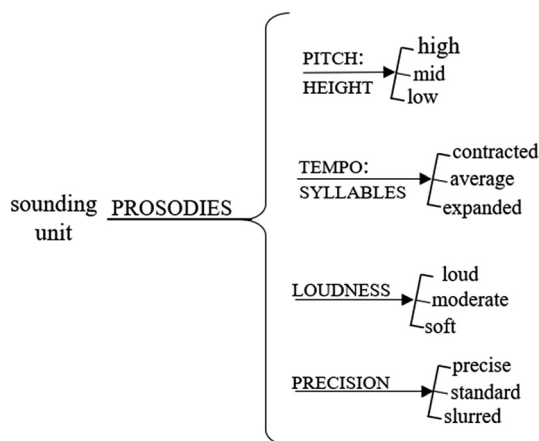 sounding
unit
PROSODIES
PITCH:
HEIGHT
high
mid
low
TEMPO:
SYLLABLES
contracted
average
expanded
LOUDNESS
loud
moderate
soft
PRECISION
precise
standard
slurred